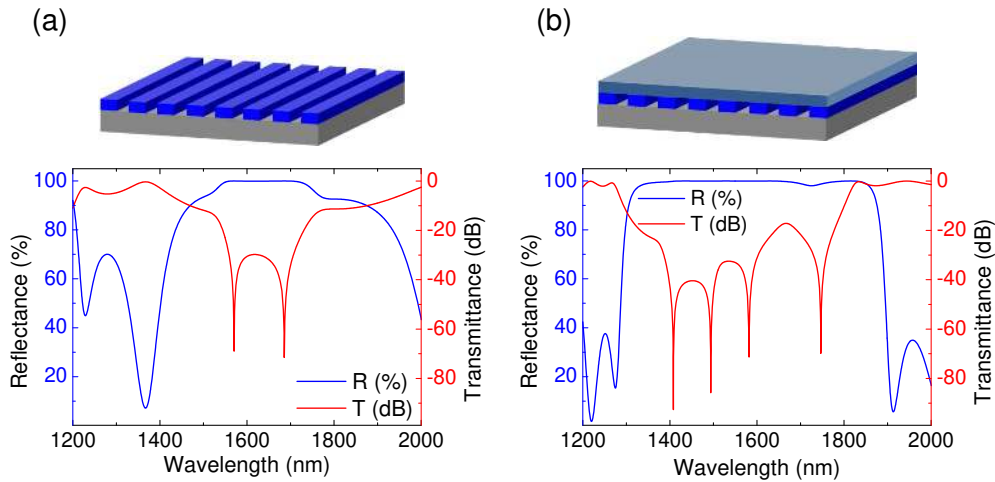 (a)
(b)
100
80
60
40
20
Reflectance (%)
0
-20
-40
-60
-80
Transmittance (dB)
R (%)
T (dB)
1200
1400
1600
1800
2000
Wavelength (nm)
100
80
60
40
20
Reflectance (%)
0
-20
-40
-60
-80
Transmittance (dB)
R (%)
T (dB)
1200
1400
1600
1800
2000
Wavelength (nm)